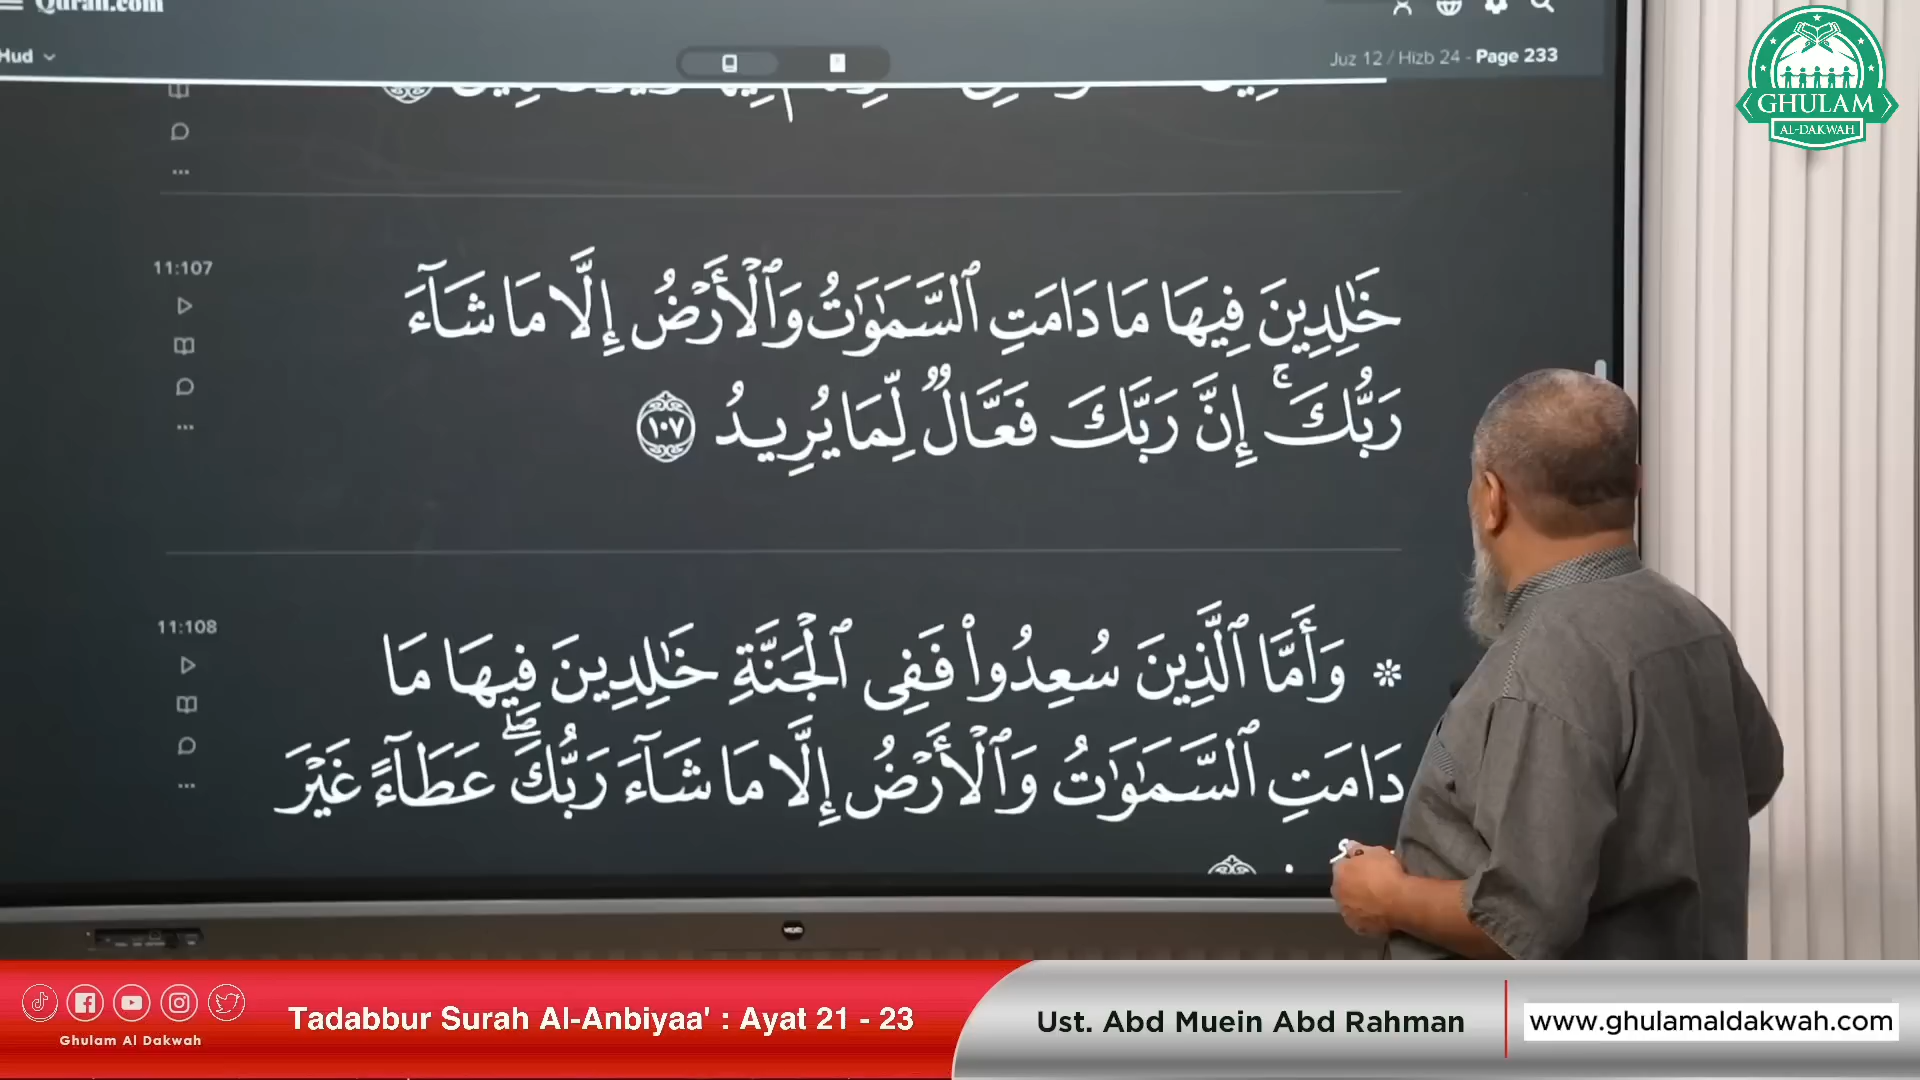 Quran.com
Hud
Juz 12 / Hizb 24 - Page 233
GHULAM
AL-DAKWAH
11:107
خَـٰلِدِينَ فِيهَا مَا دَامَتِ ٱلسَّمَـٰوَٰتُ وَٱلْأَرْضُ إِلَّا مَا شَآءَ
رَبُّكَ ۚ إِنَّ رَبَّكَ فَعَّالٌ لِّمَا يُرِيدُ ١٠٧
11:108
* وَأَمَّا ٱلَّذِينَ سُعِدُوا۟ فَفِى ٱلْجَنَّةِ خَـٰلِدِينَ فِيهَا مَا
دَامَتِ ٱلسَّمَـٰوَٰتُ وَٱلْأَرْضُ إِلَّا مَا شَآءَ رَبُّكَ ۖ عَطَآءً غَيْرَ
Ghulam Al Dakwah
Tadabbur Surah Al-Anbiyaa' : Ayat 21 - 23
Ust. Abd Muein Abd Rahman
www.ghulamaldakwah.com